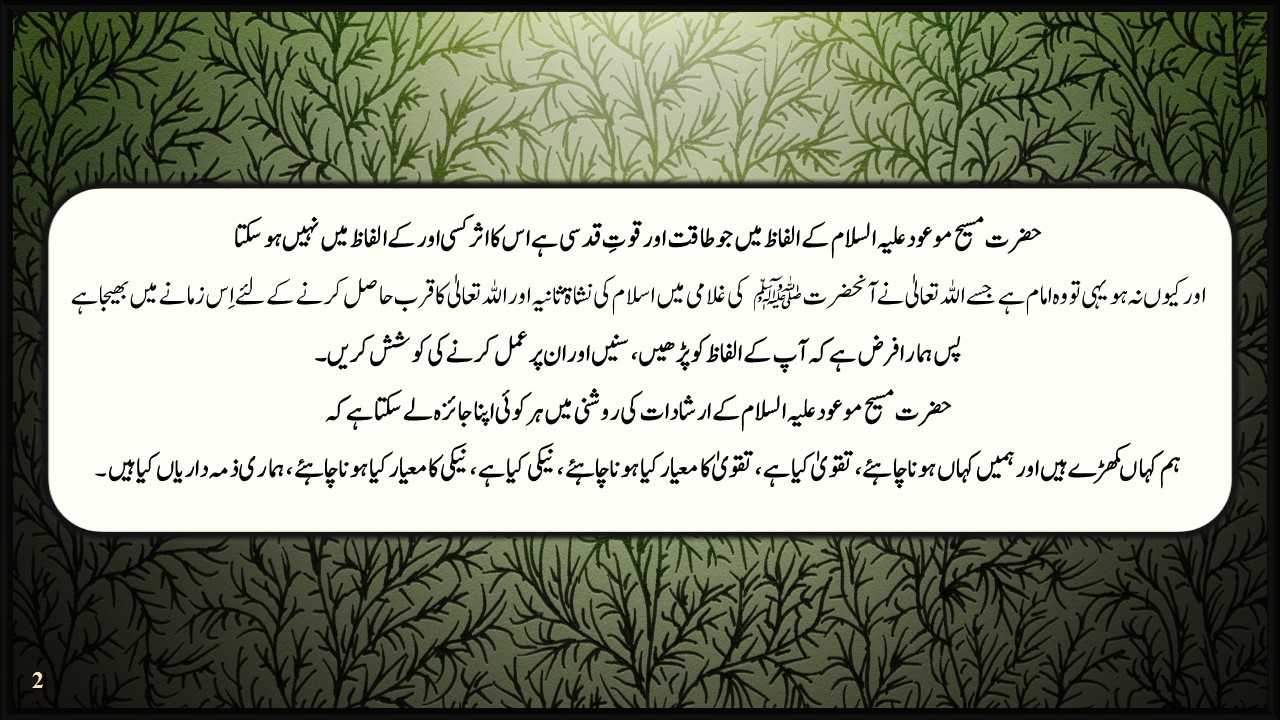 حضرت مسیح موعود علیہ السلام کے الفاظ میں جو طاقت اور قوتِ قدسی ہے اس کا اثر کسی اور کے الفاظ میں نہیں ہو سکتا
اور کیوں نہ ہو یہی تو وہ امام ہے جسے اللہ تعالیٰ نے آنحضرت ﷺ کی غلامی میں اسلام کی نشاۃ ثانیہ اور اللہ تعالیٰ کا قرب حاصل کرنے کے لئے اِس زمانے میں بھیجا ہے
پس ہمارا فرض ہے کہ آپ کے الفاظ کو پڑھیں، سنیں اور ان پر عمل کرنے کی کوشش کریں۔
حضرت مسیح موعود علیہ السلام کے ارشادات کی روشنی میں ہر کوئی اپنا جائزہ لے سکتا ہے کہ
ہم کہاں کھڑے ہیں اور ہمیں کہاں ہونا چاہئے، تقویٰ کیا ہے، تقویٰ کا معیار کیا ہونا چاہئے، نیکی کیا ہے، نیکی کا معیار کیا ہونا چاہئے، ہماری ذمہ داریاں کیا ہیں۔
2